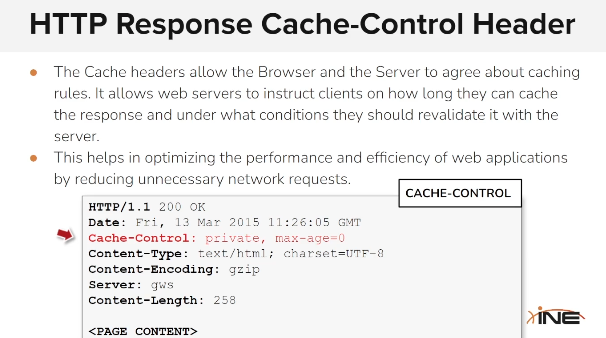 HTTP Response Cache-Control Header
The Cache headers allow the Browser and the Server to agree about caching
rules. It allows web servers to instruct clients on how long they can cache
the response and under what conditions they should revalidate it with the
server.
This helps in optimizing the performance and efficiency of web applications
by reducing unnecessary network requests.
CACHE-CONTROL
HTTP/1.1 200 OK
Date: Fri, 13 Mar 2015 11:26:05 GMT
Cache-Control: private, max-age=0
Content-Type: text/html; charset=UTF-8
Content-Encoding: gzip
Server: gws
Content-Length: 258
<PAGE CONTENT>
INE